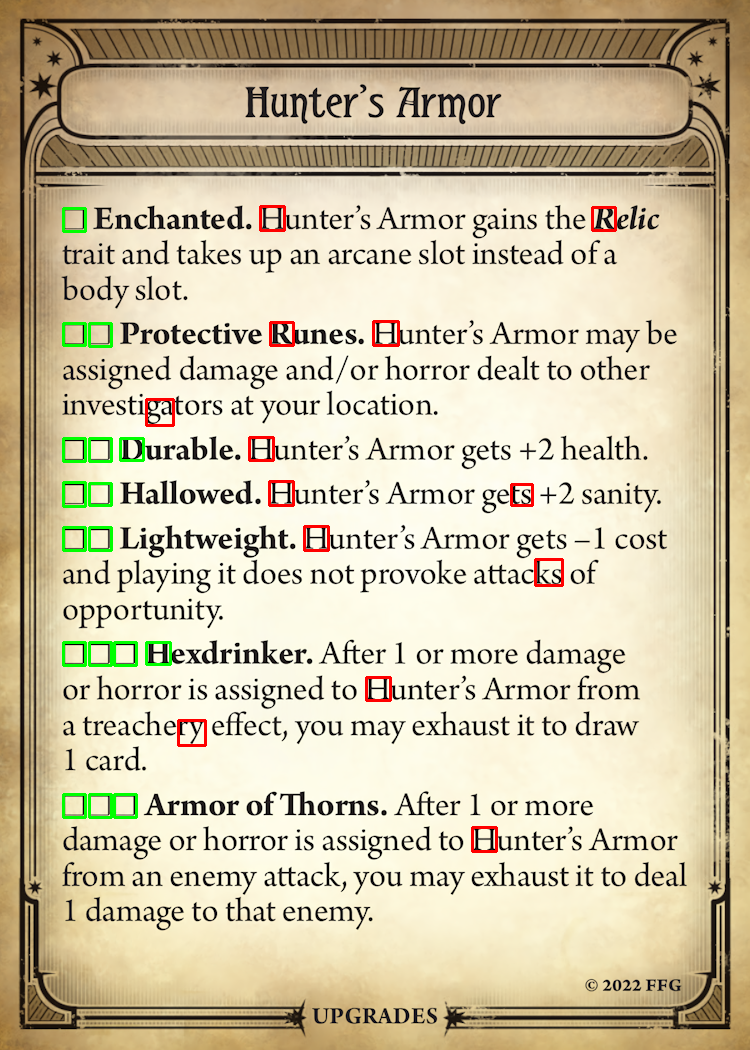 Hunter's Armor
□ Enchanted. Hunter's Armor gains the Relic
trait and takes up an arcane slot instead of a
body slot.
□□ Protective Runes. Hunter's Armor may be
assigned damage and/or horror dealt to other
investigators at your location.
□□ Durable. Hunter's Armor gets +2 health.
□□ Hallowed. Hunter's Armor gets +2 sanity.
□□ Lightweight. Hunter's Armor gets –1 cost
and playing it does not provoke attacks of
opportunity.
□□□ Hexdrinker. After 1 or more damage
or horror is assigned to Hunter's Armor from
a treachery effect, you may exhaust it to draw
1 card.
□□□ Armor of Thorns. After 1 or more
damage or horror is assigned to Hunter's Armor
from an enemy attack, you may exhaust it to deal
1 damage to that enemy.
© 2022 FFG
UPGRADES